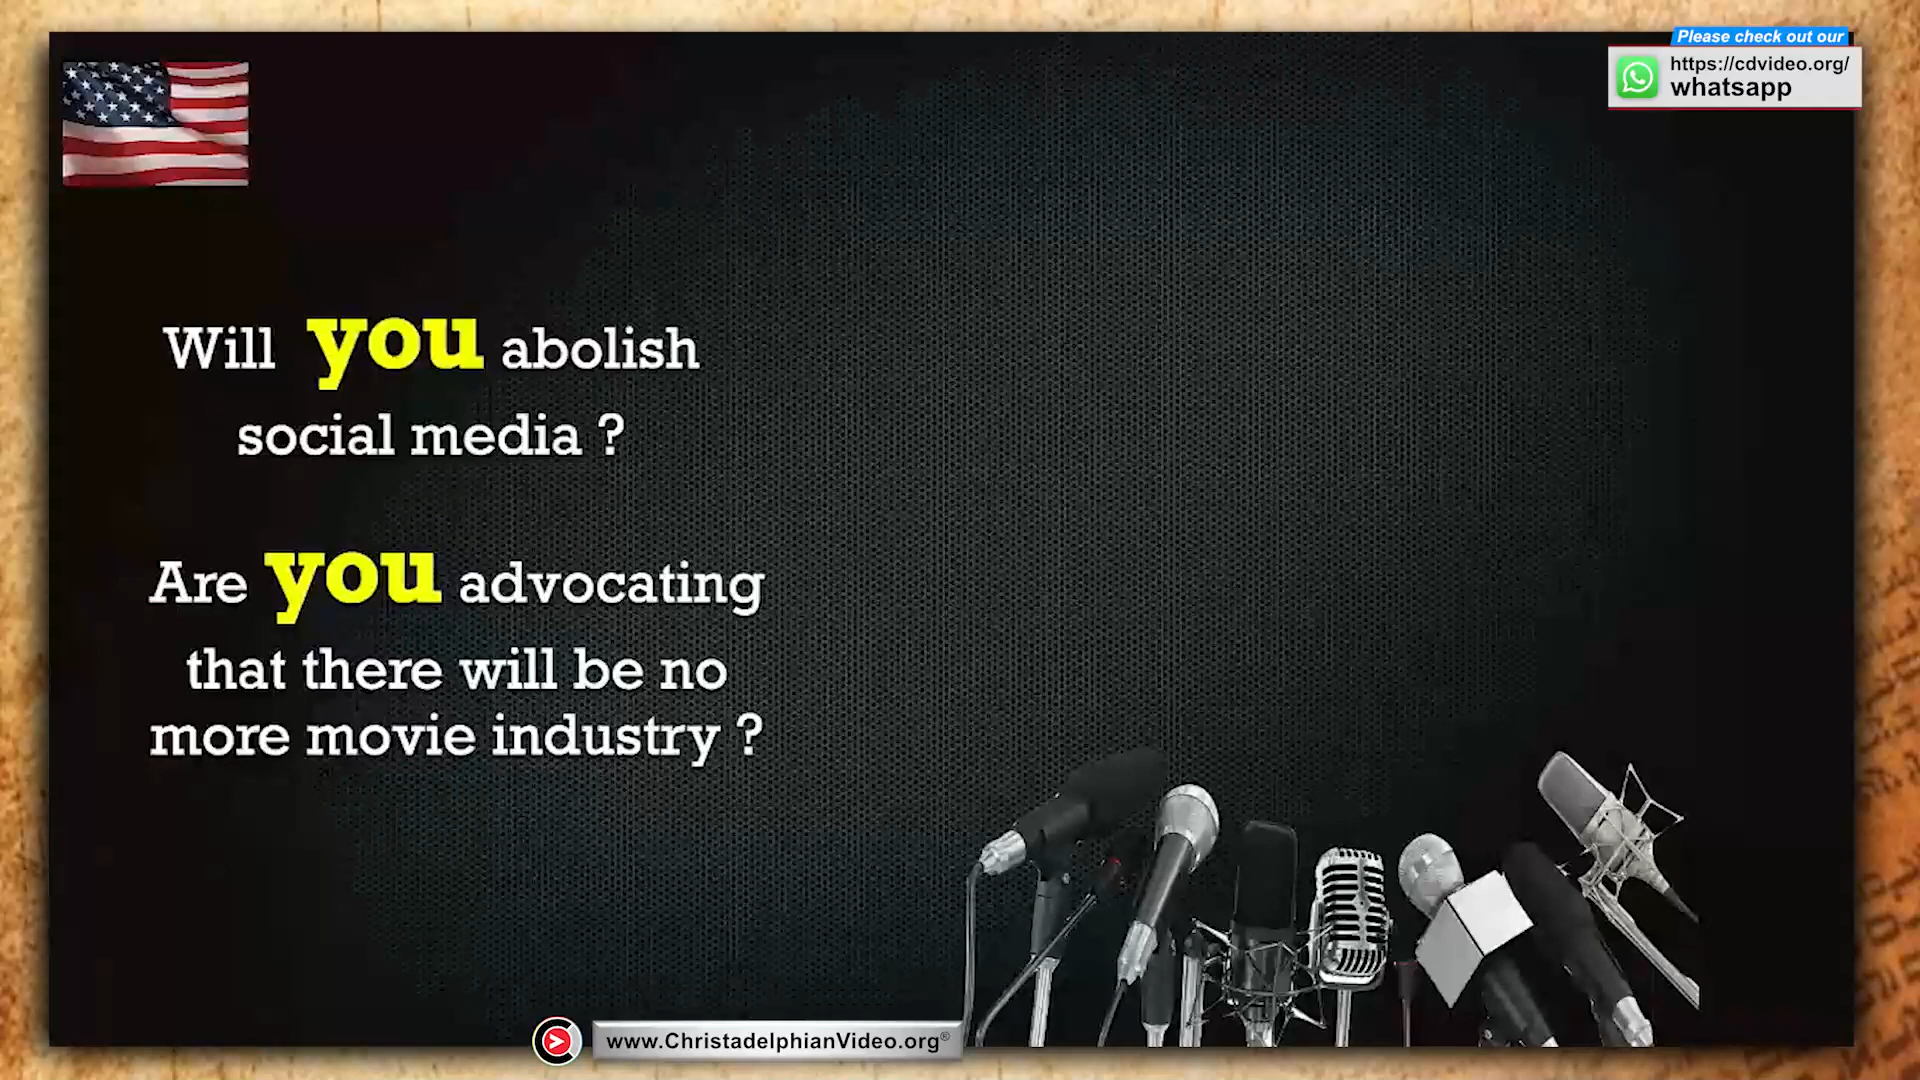 Please check out our
https://cdvideo.org/
whatsapp
Will you abolish
social media ?
Are you advocating
that there will be no
more movie industry ?
www.ChristadelphianVideo.org®